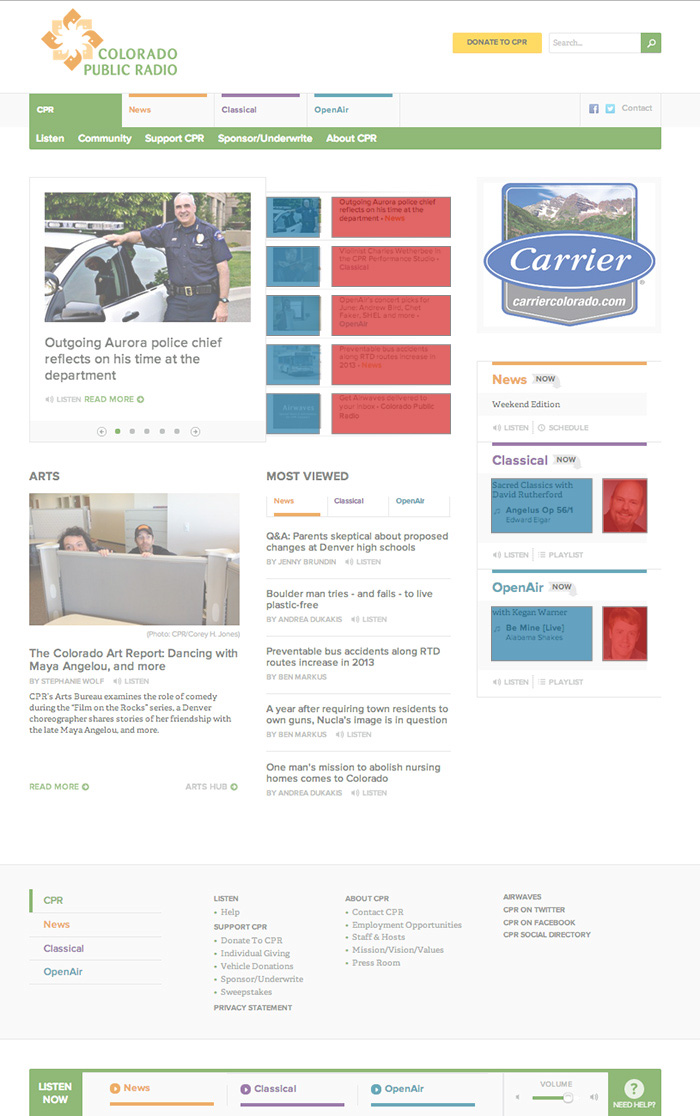 COLORADO
PUBLIC RADIO
DONATE TO CPR
Search...
CPR
News
Classical
OpenAir
Contact
Listen
Community
Support CPR
Sponsor/Underwrite
About CPR
Outgoing Aurora police chief
reflects on his time at the
department
LISTEN READ MORE
Outgoing Aurora police chief
reflects on his time at the
department • News
Violinist Charles Wetherbee in
the CPR Performance Studio •
Classical
OpenAir's concert picks for
June: Andrew Bird, Chet
Faker, SHEL and more •
OpenAir
Preventable bus accidents
along RTD routes increase in
2013 • News
Airwaves
Get Airwaves delivered to
your inbox • Colorado Public
Radio
Carrier
carriercolorado.com
News NOW
Weekend Edition
LISTEN SCHEDULE
Classical NOW
Sacred Classics with
David Rutherford
Angelus Op 56/1
Edward Elgar
LISTEN PLAYLIST
OpenAir NOW
with Kegan Warner
Be Mine [Live]
Alabama Shakes
LISTEN PLAYLIST
ARTS
(Photo: CPR/Corey H. Jones)
The Colorado Art Report: Dancing with
Maya Angelou, and more
BY STEPHANIE WOLF LISTEN
CPR's Arts Bureau examines the role of comedy
during the "Film on the Rocks" series, a Denver
choreographer shares stories of her friendship with
the late Maya Angelou, and more.
READ MORE
ARTS HUB
MOST VIEWED
News
Classical
OpenAir
Q&A: Parents skeptical about proposed
changes at Denver high schools
BY JENNY BRUNDIN LISTEN
Boulder man tries - and fails - to live
plastic-free
BY ANDREA DUKAKIS LISTEN
Preventable bus accidents along RTD
routes increase in 2013
BY BEN MARKUS
A year after requiring town residents to
own guns, Nucla's image is in question
BY BEN MARKUS LISTEN
One man's mission to abolish nursing
homes comes to Colorado
BY ANDREA DUKAKIS LISTEN
CPR
News
Classical
OpenAir
LISTEN
• Help
SUPPORT CPR
• Donate To CPR
• Individual Giving
• Vehicle Donations
• Sponsor/Underwrite
• Sweepstakes
PRIVACY STATEMENT
ABOUT CPR
• Contact CPR
• Employment Opportunities
• Staff & Hosts
• Mission/Vision/Values
• Press Room
AIRWAVES
CPR ON TWITTER
CPR ON FACEBOOK
CPR SOCIAL DIRECTORY
LISTEN
NOW
News
Classical
OpenAir
VOLUME
?
NEED HELP?